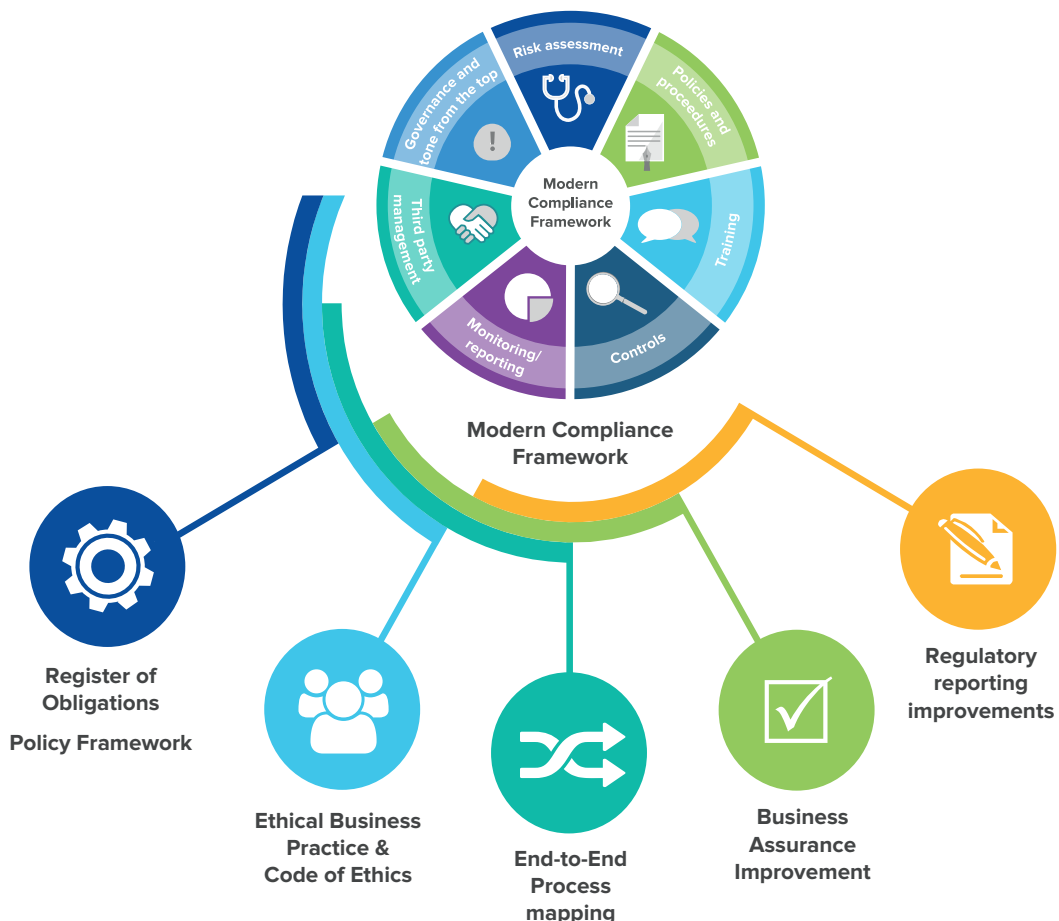 Risk assessment
Policies and
proceedures
Training
Controls
Monitoring/
reporting
Third party
management
Governance and
tone from the top
!
Modern
Compliance
Framework
Modern Compliance
Framework
Register of
Obligations
Policy Framework
Ethical Business
Practice &
Code of Ethics
End-to-End
Process
mapping
Business
Assurance
Improvement
Regulatory
reporting
improvements